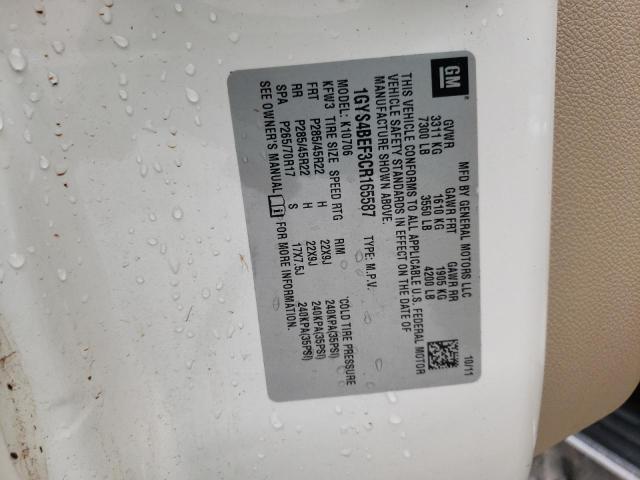 GM
MFD BY GENERAL MOTORS LLC 10/11
GVWR GAWR FRT GAWR RR
3311 KG 1610 KG 1905 KG
7300 LB 3550 LB 4200 LB
THIS VEHICLE CONFORMS TO ALL APPLICABLE U.S. FEDERAL MOTOR
VEHICLE SAFETY STANDARDS IN EFFECT ON THE DATE OF
MANUFACTURE SHOWN ABOVE.
1GYS4BEF3CR165587 TYPE: M.P.V.
MODEL: K10706
KFW3 TIRE SIZE SPEED RTG RIM COLD TIRE PRESSURE
FRT P285/45R22 H 22X9J 240KPA(35PSI)
RR P285/45R22 H 22X9J 240KPA(35PSI)
SPA P265/70R17 S 17X7.5J 240KPA(35PSI)
SEE OWNER'S MANUAL FOR MORE INFORMATION.